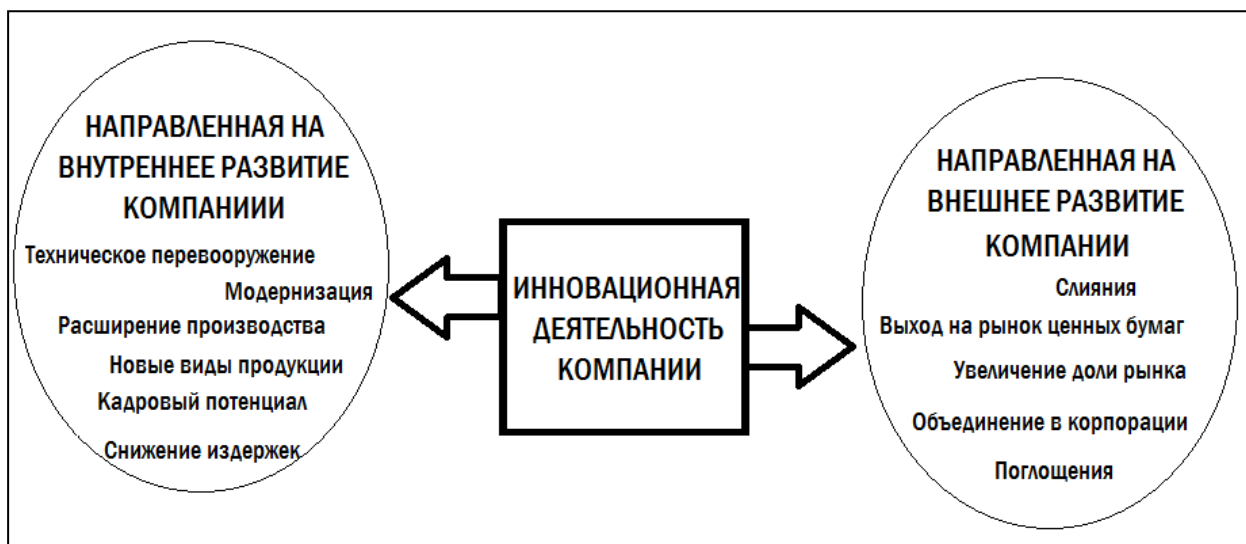 НАПРАВЛЕННАЯ НА
ВНУТРЕННЕЕ РАЗВИТИЕ
КОМПАНИИИ
Техническое перевооружение
Модернизация
Расширение производства
Новые виды продукции
Кадровый потенциал
Снижение издержек
ИННОВАЦИОННАЯ
ДЕЯТЕЛЬНОСТЬ
КОМПАНИИ
НАПРАВЛЕННАЯ НА
ВНЕШНЕЕ РАЗВИТИЕ
КОМПАНИИ
Слияния
Выход на рынок ценных бумаг
Увеличение доли рынка
Объединение в корпорации
Поглощения